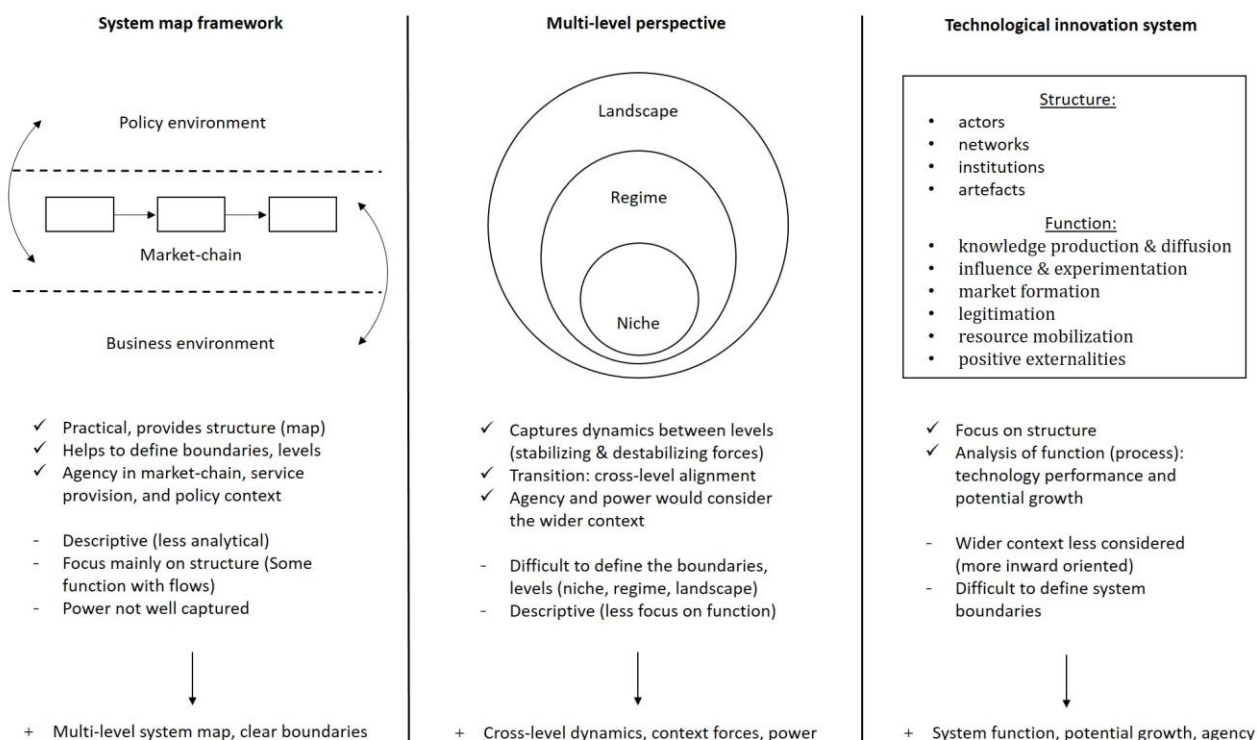 System map framework
Policy environment
Market-chain
Business environment
✓ Practical, provides structure (map)
✓ Helps to define boundaries, levels
✓ Agency in market-chain, service
provision, and policy context
- Descriptive (less analytical)
- Focus mainly on structure (Some
function with flows)
- Power not well captured
+ Multi-level system map, clear boundaries
Multi-level perspective
Landscape
Regime
Niche
✓ Captures dynamics between levels
(stabilizing & destabilizing forces)
✓ Transition: cross-level alignment
✓ Agency and power would consider
the wider context
- Difficult to define the boundaries,
levels (niche, regime, landscape)
- Descriptive (less focus on function)
+ Cross-level dynamics, context forces, power
Technological innovation system
Structure:
• actors
• networks
• institutions
• artefacts
Function:
• knowledge production & diffusion
• influence & experimentation
• market formation
• legitimation
• resource mobilization
• positive externalities
✓ Focus on structure
✓ Analysis of function (process):
technology performance and
potential growth
- Wider context less considered
(more inward oriented)
- Difficult to define system
boundaries
+ System function, potential growth, agency